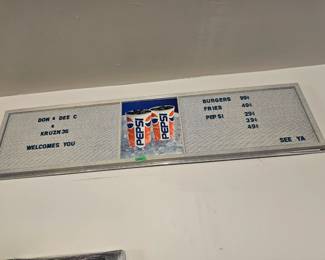 DON & DEE C
&
KRUZN 36
WELCOMES YOU
PEPSI
PEPSI
BURGERS 99¢
FRIES 49¢
PEPSI 29¢
39¢
49¢
SEE YA